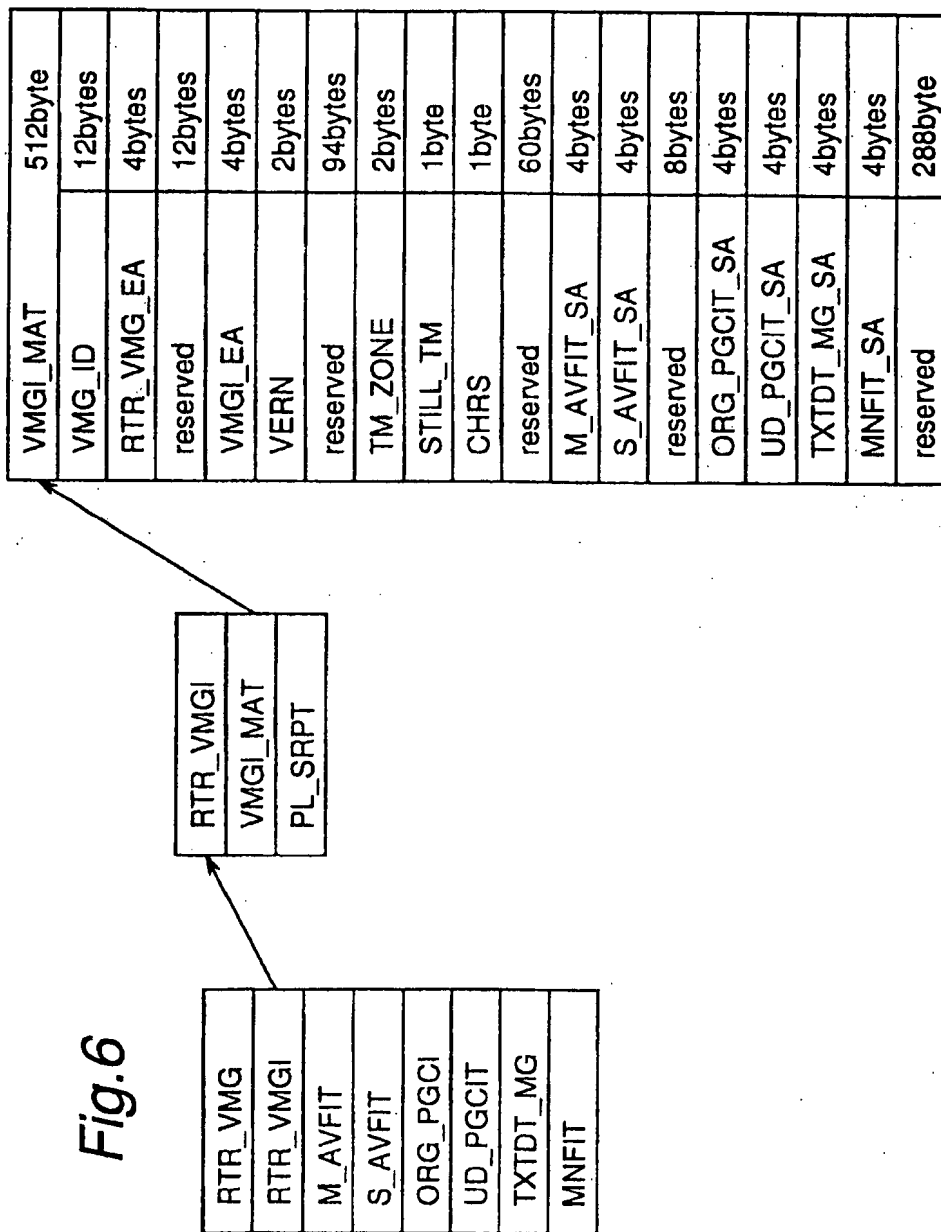 Fig.6
RTR_VMG
RTR_VMGI
M_AVFIT
S_AVFIT
ORG_PGCI
UD_PGCIT
TXTDT_MG
MNFIT
RTR_VMGI
VMGI_MAT
PL_SRPT
VMGI_MAT 512byte
VMG_ID 12bytes
RTR_VMG_EA 4bytes
reserved 12bytes
VMGI_EA 4bytes
VERN 2bytes
reserved 94bytes
TM_ZONE 2bytes
STILL_TM 1byte
CHRS 1byte
reserved 60bytes
M_AVFIT_SA 4bytes
S_AVFIT_SA 4bytes
reserved 8bytes
ORG_PGCIT_SA 4bytes
UD_PGCIT_SA 4bytes
TXTDT_MG_SA 4bytes
MNFIT_SA 4bytes
reserved 288byte